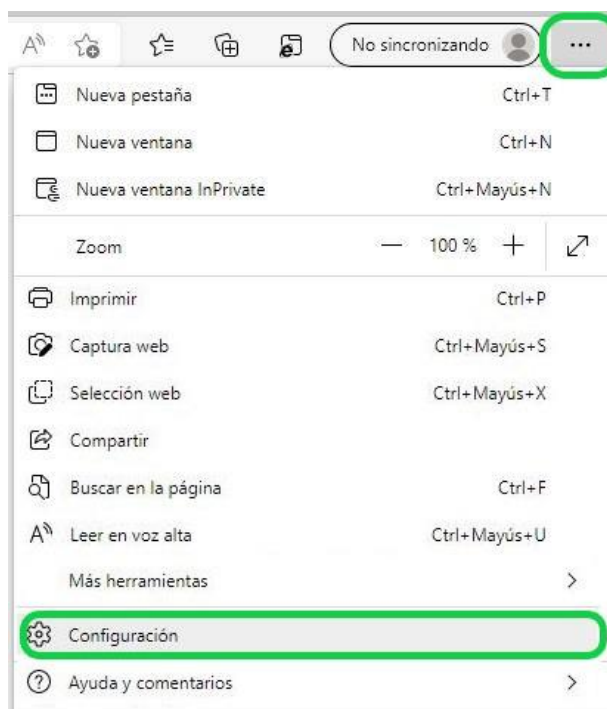 No sincronizando
Nueva pestaña Ctrl+T
Nueva ventana Ctrl+N
Nueva ventana InPrivate Ctrl+Mayús+N
Zoom — 100 % +
Imprimir Ctrl+P
Captura web Ctrl+Mayús+S
Selección web Ctrl+Mayús+X
Compartir
Buscar en la página Ctrl+F
Leer en voz alta Ctrl+Mayús+U
Más herramientas
Configuración
Ayuda y comentarios